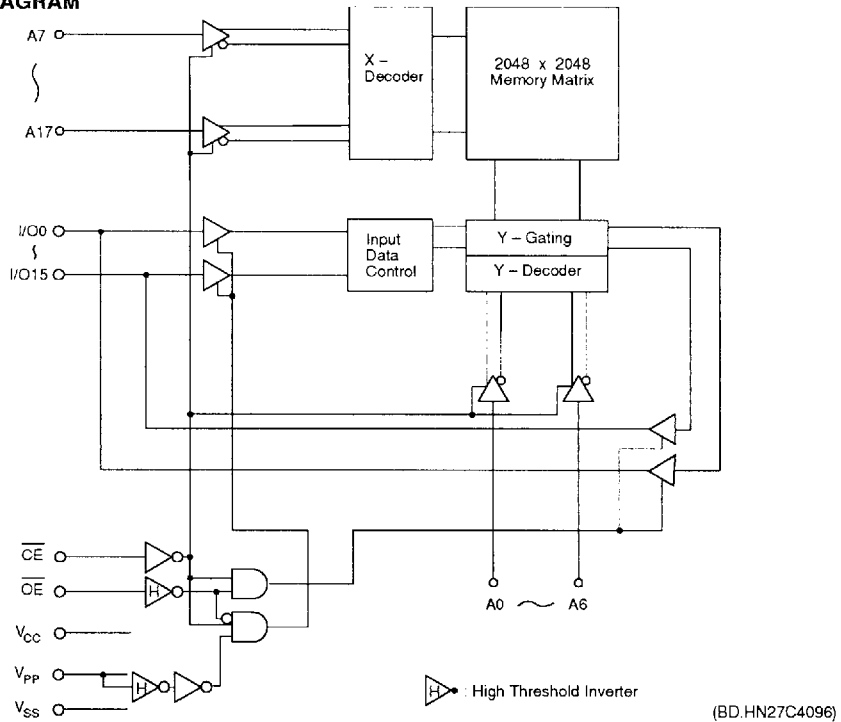 AGRAM
A7
A17
X –
Decoder
2048 x 2048
Memory Matrix
I/O0
I/O15
Input
Data
Control
Y – Gating
Y – Decoder
CE
OE
H
VCC
VPP
H
VSS
A0
A6
H : High Threshold Inverter
(BD.HN27C4096)